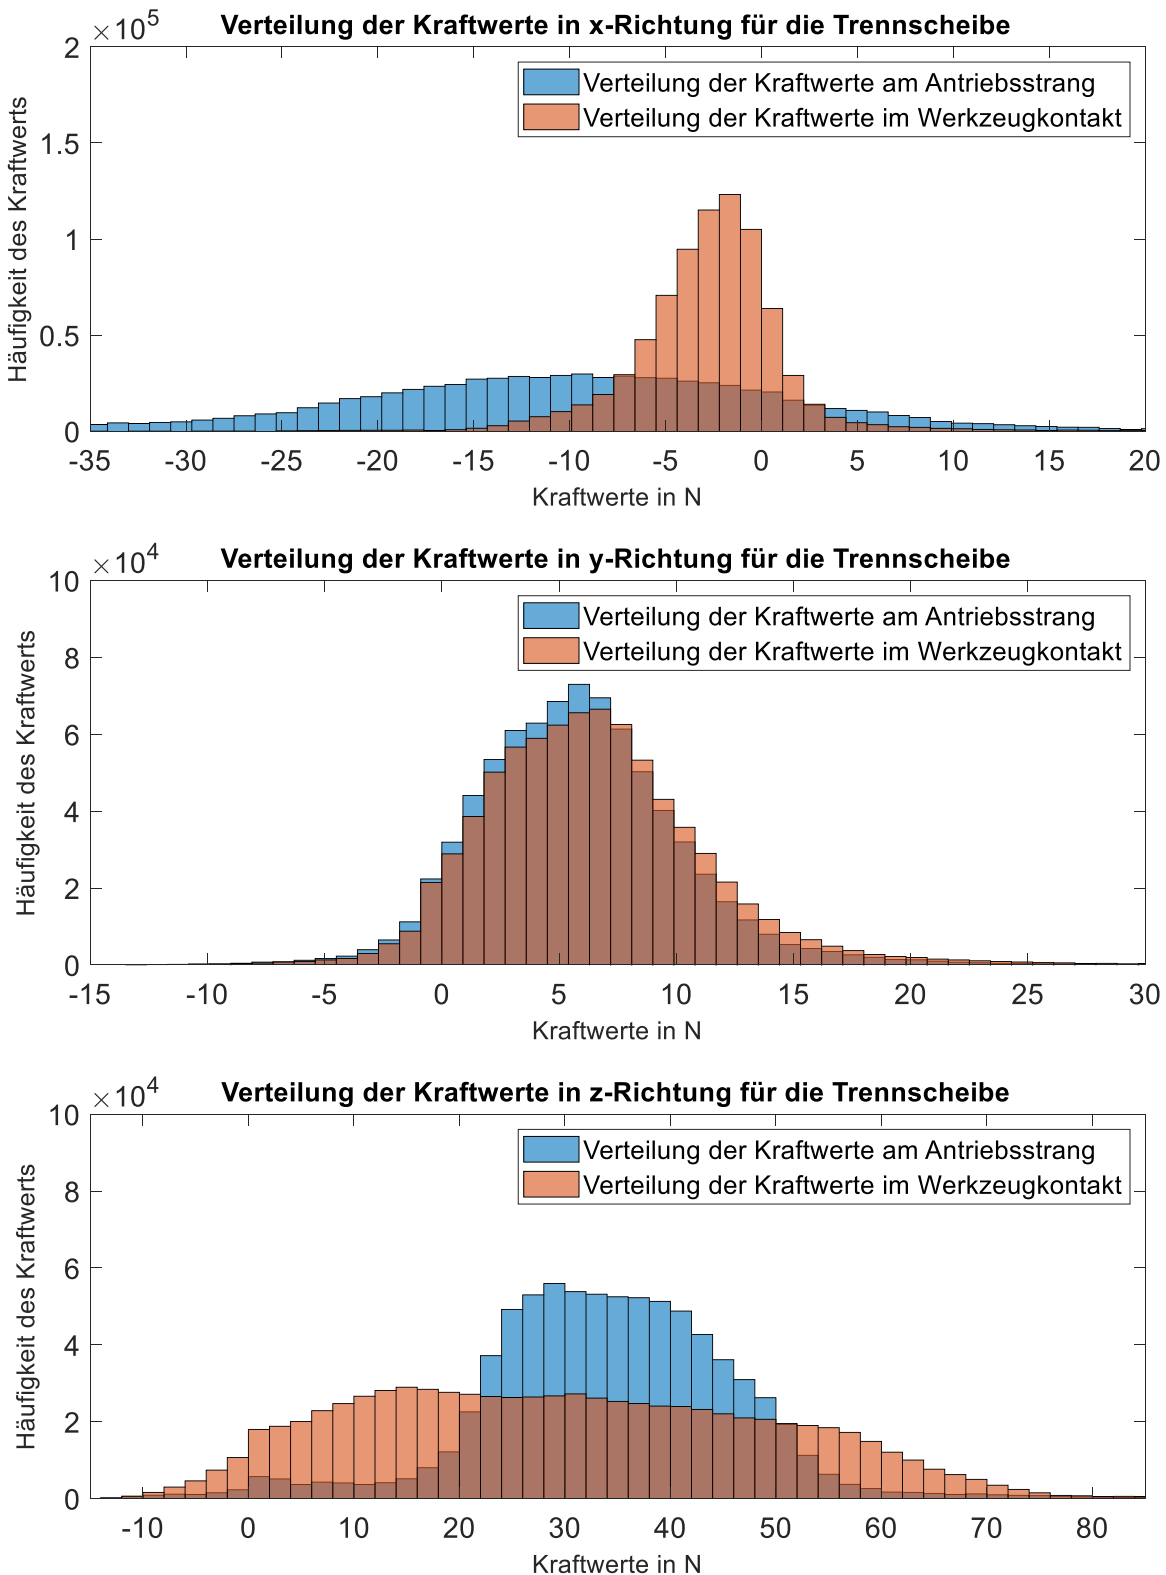 ×10⁵ Verteilung der Kraftwerte in x-Richtung für die Trennscheibe
Verteilung der Kraftwerte am Antriebsstrang
Verteilung der Kraftwerte im Werkzeugkontakt
Häufigkeit des Kraftwerts
2
1.5
1
0.5
0
-35 -30 -25 -20 -15 -10 -5 0 5 10 15 20
Kraftwerte in N
×10⁴ Verteilung der Kraftwerte in y-Richtung für die Trennscheibe
Verteilung der Kraftwerte am Antriebsstrang
Verteilung der Kraftwerte im Werkzeugkontakt
Häufigkeit des Kraftwerts
10
8
6
4
2
0
-15 -10 -5 0 5 10 15 20 25 30
Kraftwerte in N
×10⁴ Verteilung der Kraftwerte in z-Richtung für die Trennscheibe
Verteilung der Kraftwerte am Antriebsstrang
Verteilung der Kraftwerte im Werkzeugkontakt
Häufigkeit des Kraftwerts
10
8
6
4
2
0
-10 0 10 20 30 40 50 60 70 80
Kraftwerte in N